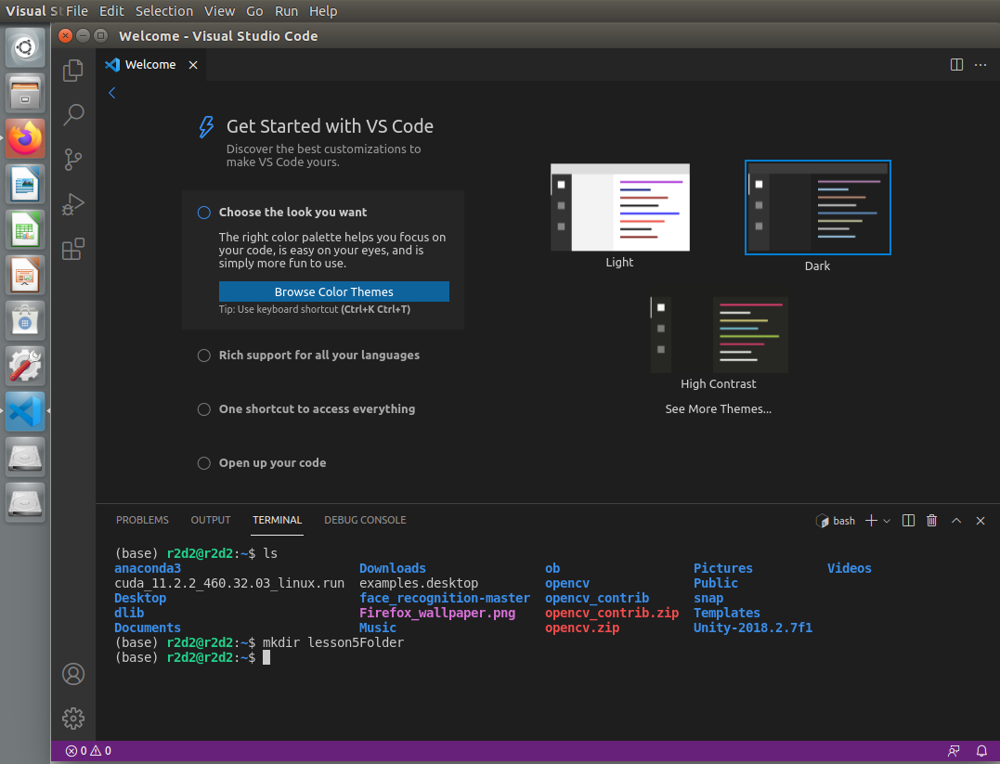 Visual St File Edit Selection View Go Run Help
Welcome - Visual Studio Code
Welcome
Get Started with VS Code
Discover the best customizations to
make VS Code yours.
Choose the look you want
The right color palette helps you focus on
your code, is easy on your eyes, and is
simply more fun to use.
Browse Color Themes
Tip: Use keyboard shortcut (Ctrl+K Ctrl+T)
Rich support for all your languages
One shortcut to access everything
Open up your code
Light
Dark
High Contrast
See More Themes...
PROBLEMS OUTPUT TERMINAL DEBUG CONSOLE
bash
(base) r2d2@r2d2:~$ ls
anaconda3 Downloads ob Pictures Videos
cuda_11.2.2_460.32.03_linux.run examples.desktop opencv Public
Desktop face_recognition-master opencv_contrib snap
dlib Firefox_wallpaper.png opencv_contrib.zip Templates
Documents Music opencv.zip Unity-2018.2.7f1
(base) r2d2@r2d2:~$ mkdir lesson5Folder
(base) r2d2@r2d2:~$
0 0